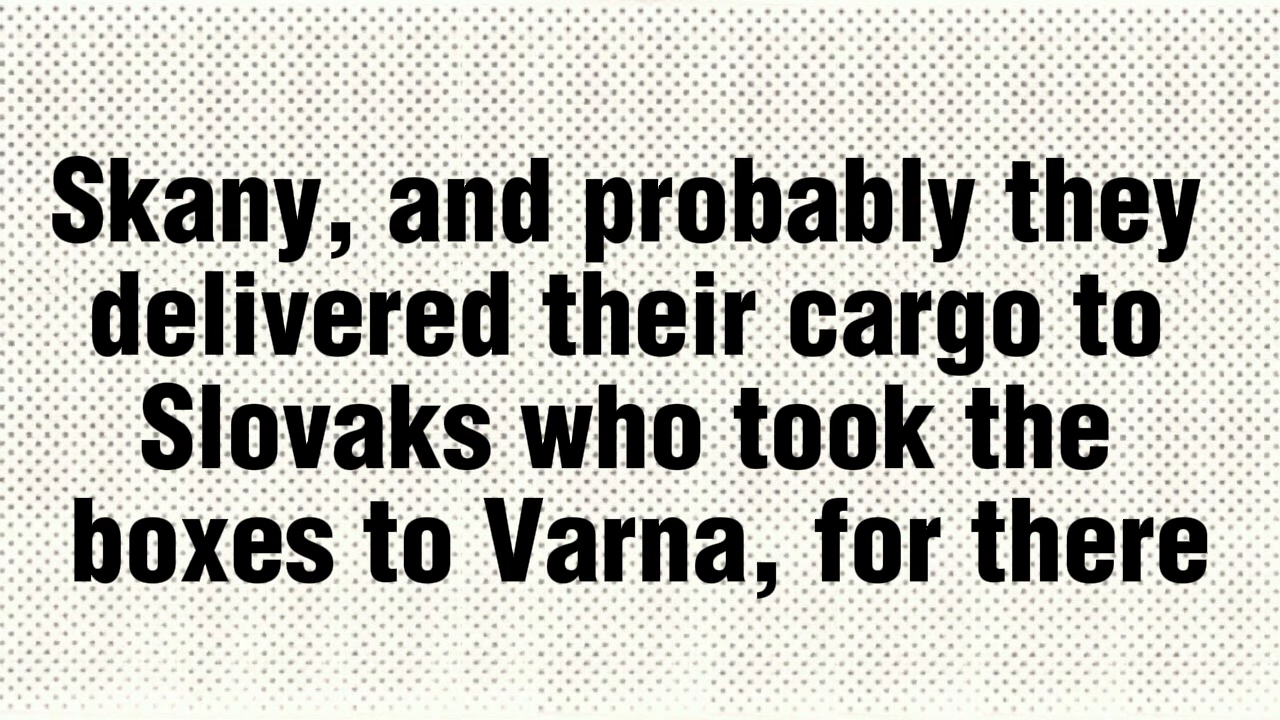 Skany, and probably they
delivered their cargo to
Slovaks who took the
boxes to Varna, for there